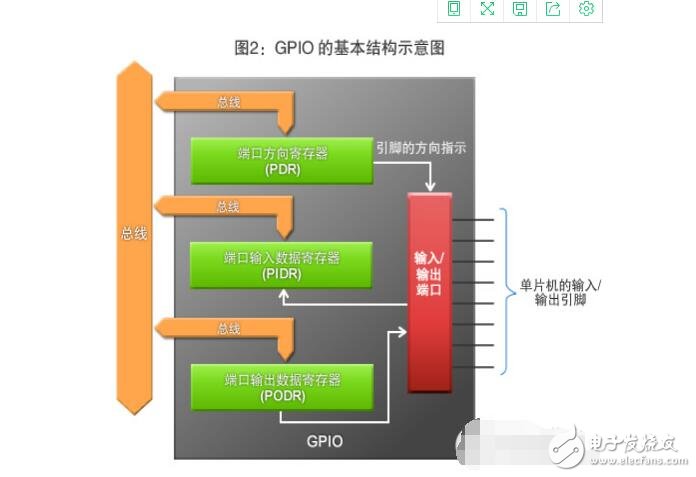 图2：GPIO 的基本结构示意图
总线
总线
端口方向寄存器
(PDR)
引脚的方向指示
总线
端口输入数据寄存器
(PIDR)
输入/
输出
端口
单片机的输入/
输出引脚
总线
端口输出数据寄存器
(PODR)
GPIO
电子发烧友
www.elecfans.com